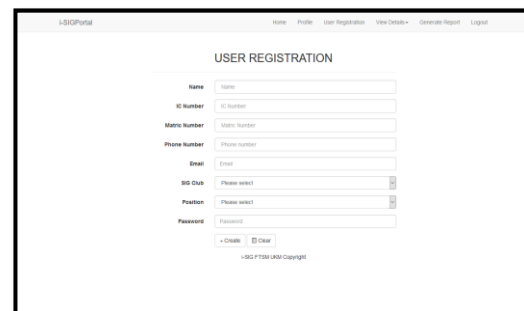 i-SIGPortal Home Profile User Registration View Details Generate Report Logout
USER REGISTRATION
Name Name
IC Number IC Number
Matric Number Matric Number
Phone Number Phone number
Email Email
SIG Club Please select
Position Please select
Password Password
+ Create Clear
i-SIG FTSM UKM Copyright